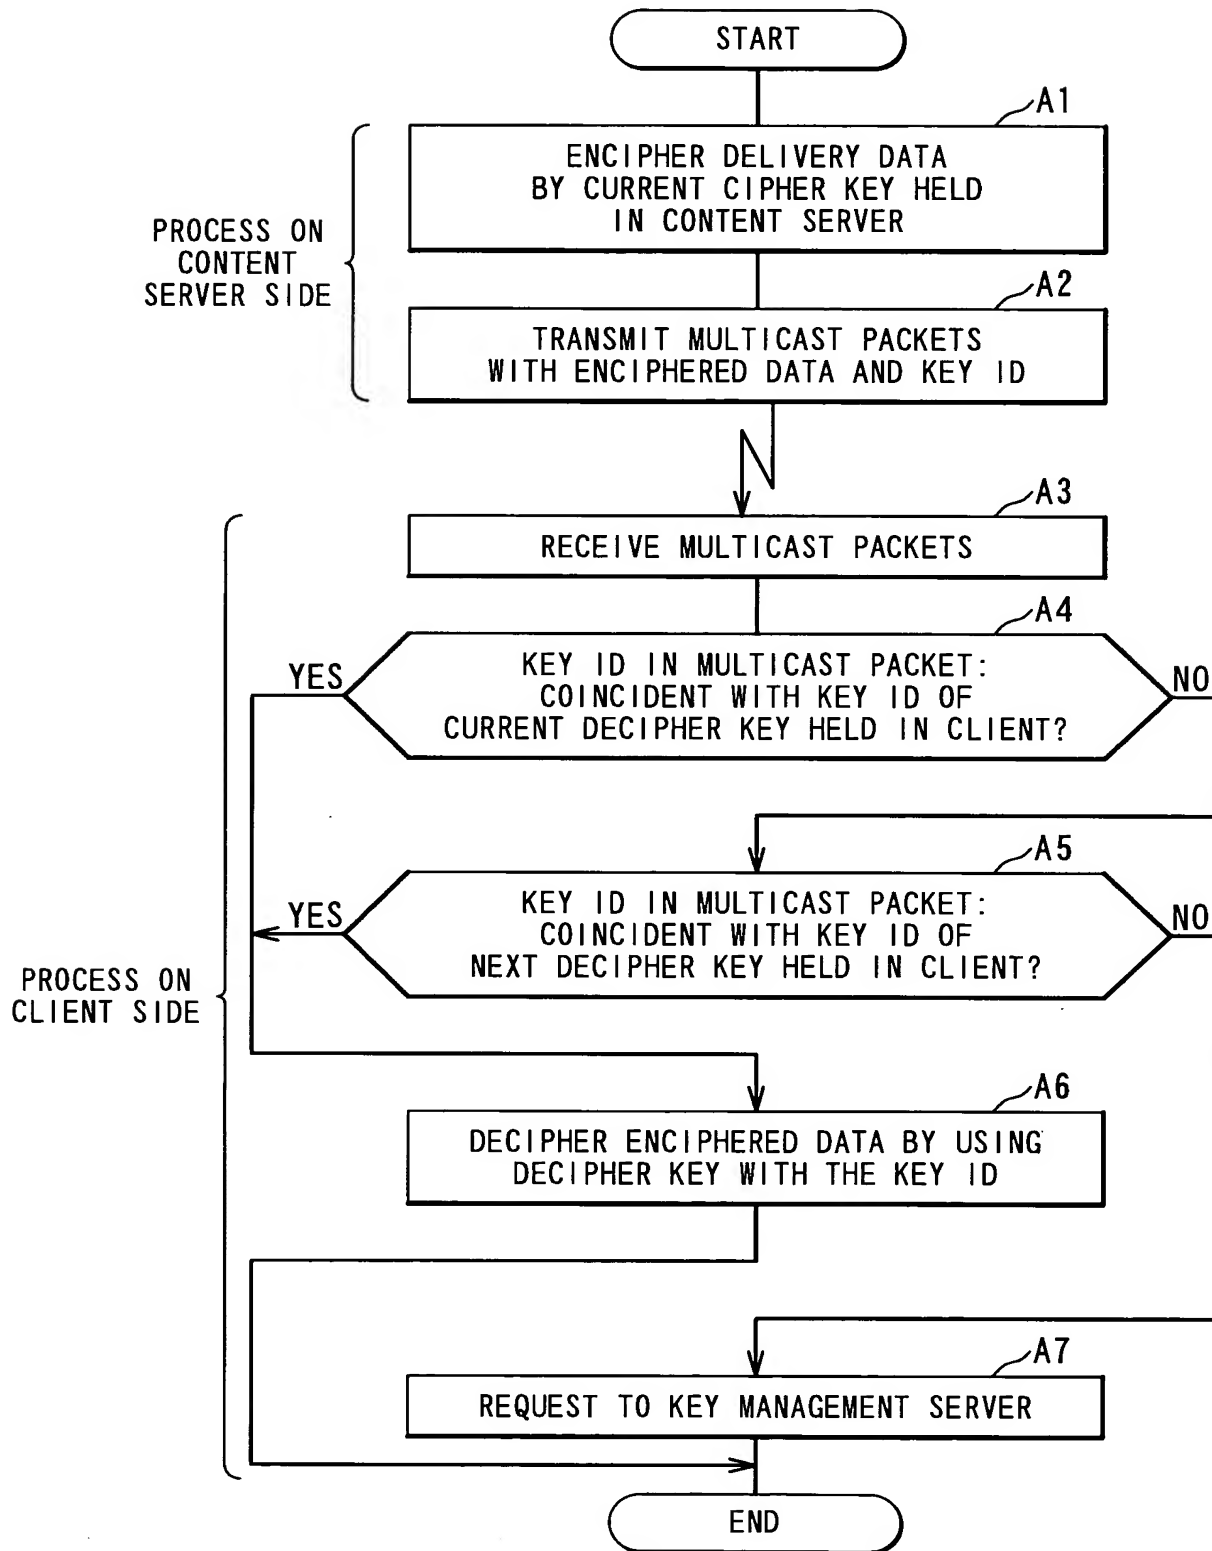 START
A1
ENCIPHER DELIVERY DATA
BY CURRENT CIPHER KEY HELD
IN CONTENT SERVER
PROCESS ON
CONTENT
SERVER SIDE
A2
TRANSMIT MULTICAST PACKETS
WITH ENCIPHERED DATA AND KEY ID
A3
RECEIVE MULTICAST PACKETS
A4
YES
KEY ID IN MULTICAST PACKET:
COINCIDENT WITH KEY ID OF
CURRENT DECIPHER KEY HELD IN CLIENT?
NO
A5
YES
KEY ID IN MULTICAST PACKET:
COINCIDENT WITH KEY ID OF
NEXT DECIPHER KEY HELD IN CLIENT?
NO
PROCESS ON
CLIENT SIDE
A6
DECIPHER ENCIPHERED DATA BY USING
DECIPHER KEY WITH THE KEY ID
A7
REQUEST TO KEY MANAGEMENT SERVER
END